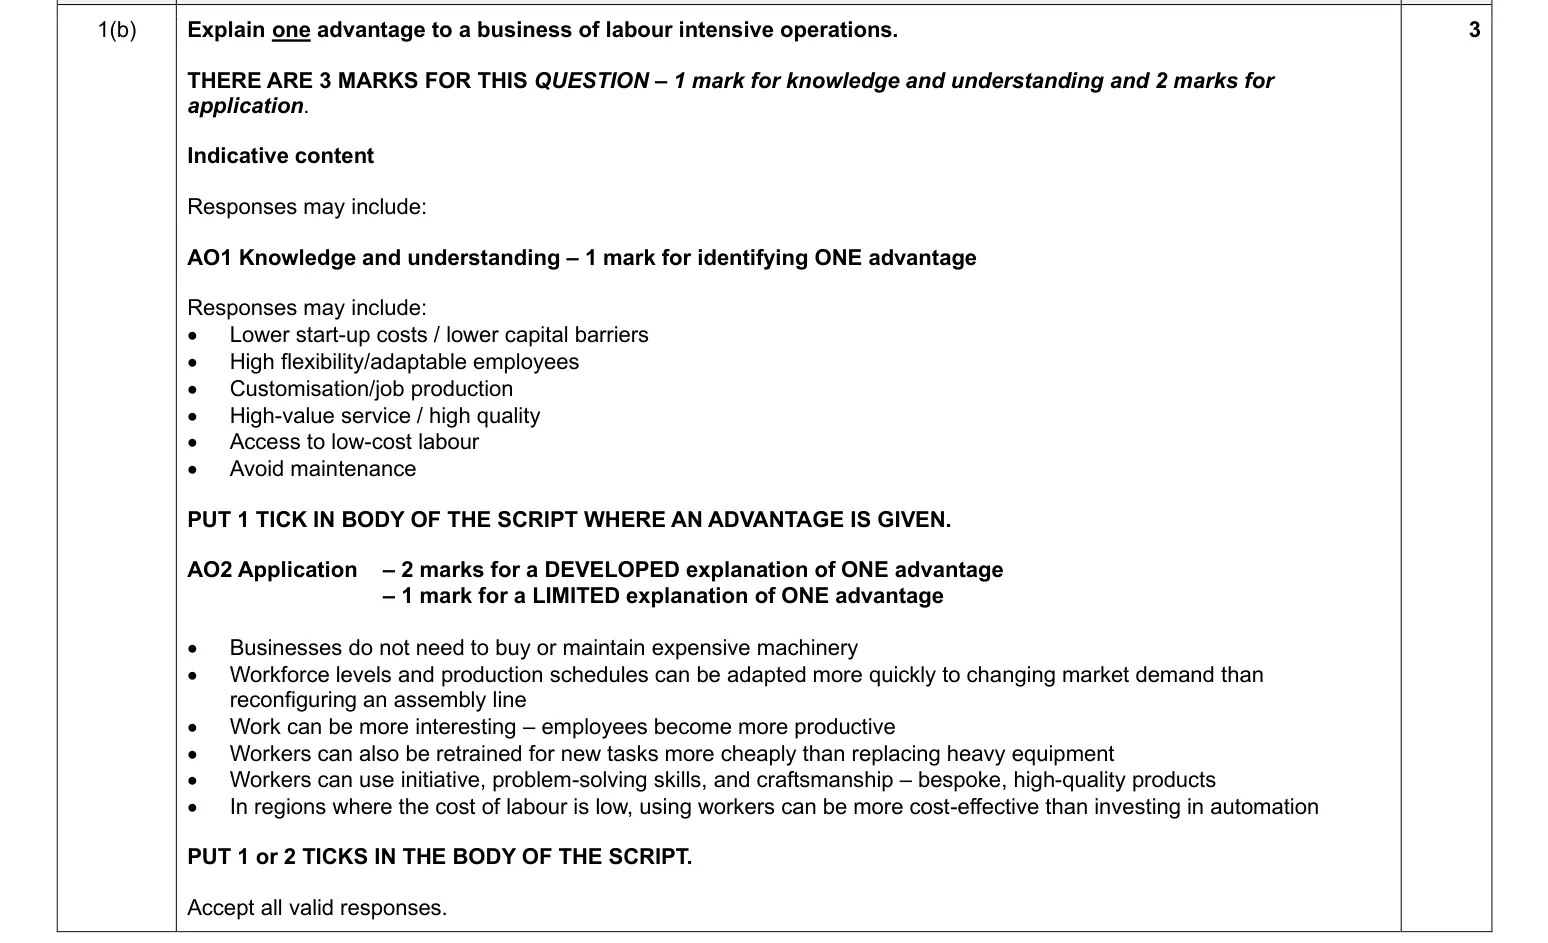 1(b)
Explain one advantage to a business of labour intensive operations.
3
THERE ARE 3 MARKS FOR THIS QUESTION – 1 mark for knowledge and understanding and 2 marks for
application.
Indicative content
Responses may include:
AO1 Knowledge and understanding – 1 mark for identifying ONE advantage
Responses may include:
• Lower start-up costs / lower capital barriers
• High flexibility/adaptable employees
• Customisation/job production
• High-value service / high quality
• Access to low-cost labour
• Avoid maintenance
PUT 1 TICK IN BODY OF THE SCRIPT WHERE AN ADVANTAGE IS GIVEN.
AO2 Application – 2 marks for a DEVELOPED explanation of ONE advantage
– 1 mark for a LIMITED explanation of ONE advantage
• Businesses do not need to buy or maintain expensive machinery
• Workforce levels and production schedules can be adapted more quickly to changing market demand than
reconfiguring an assembly line
• Work can be more interesting – employees become more productive
• Workers can also be retrained for new tasks more cheaply than replacing heavy equipment
• Workers can use initiative, problem-solving skills, and craftsmanship – bespoke, high-quality products
• In regions where the cost of labour is low, using workers can be more cost-effective than investing in automation
PUT 1 or 2 TICKS IN THE BODY OF THE SCRIPT.
Accept all valid responses.